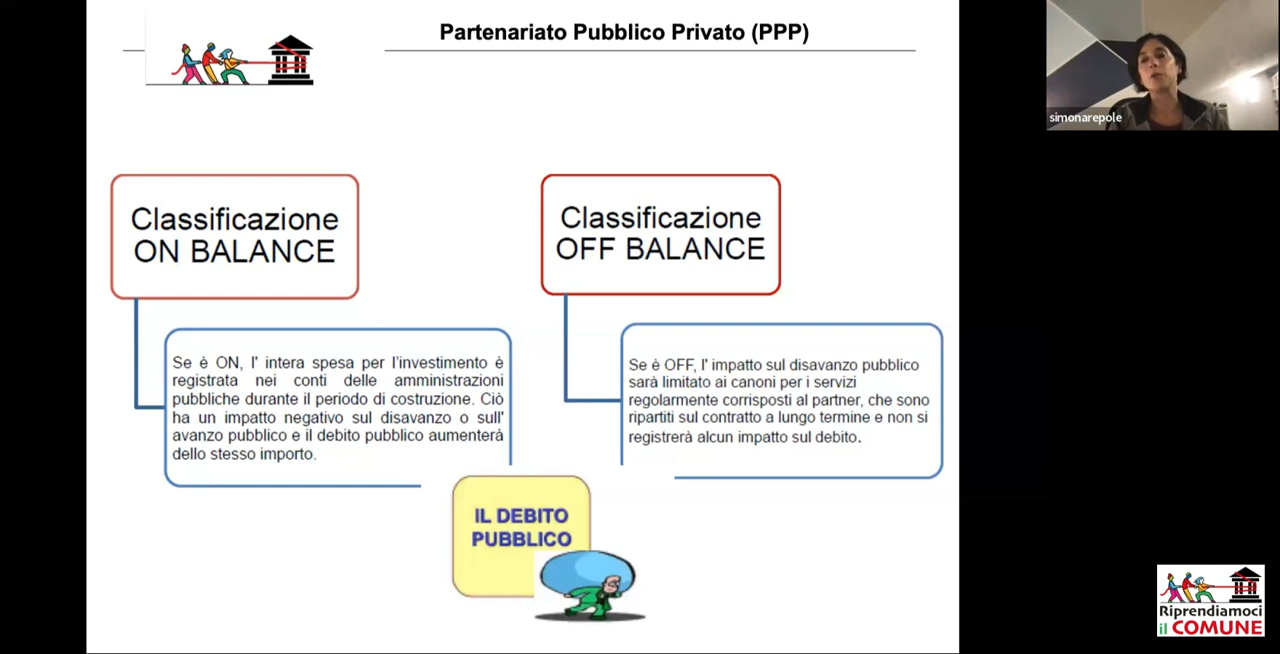 Partenariato Pubblico Privato (PPP)
simonarepole
Classificazione
ON BALANCE
Classificazione
OFF BALANCE
Se è ON, l' intera spesa per l'investimento è
registrata nei conti delle amministrazioni
pubbliche durante il periodo di costruzione. Ciò
ha un impatto negativo sul disavanzo o sull'
avanzo pubblico e il debito pubblico aumenterà
dello stesso importo.
Se è OFF, l' impatto sul disavanzo pubblico
sarà limitato ai canoni per i servizi
regolarmente corrisposti al partner, che sono
ripartiti sul contratto a lungo termine e non si
registrerà alcun impatto sul debito.
IL DEBITO
PUBBLICO
Riprendiamoci
il COMUNE